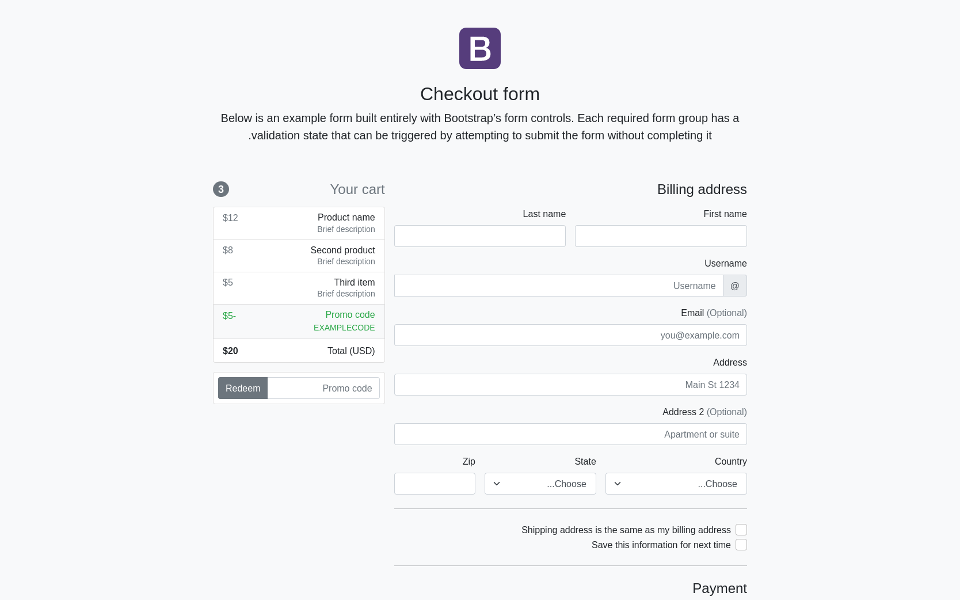 B
Checkout form
Below is an example form built entirely with Bootstrap's form controls. Each required form group has a
.validation state that can be triggered by attempting to submit the form without completing it
Your cart
3
Product name
Brief description
$12
Second product
Brief description
$8
Third item
Brief description
$5
Promo code
EXAMPLECODE
$5-
Total (USD)
$20
Promo code
Redeem
Billing address
First name
Last name
Username
@
Username
Email (Optional)
you@example.com
Address
Main St 1234
Address 2 (Optional)
Apartment or suite
Country
...Choose
State
...Choose
Zip
Shipping address is the same as my billing address
Save this information for next time
Payment